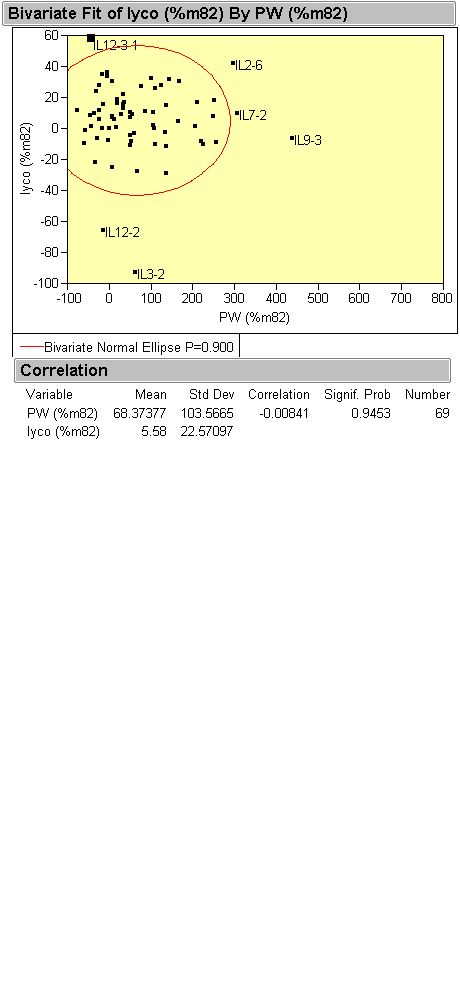 Bivariate Fit of lyco (%m82) By PW (%m82)
60
40
20
0
-20
-40
-60
-80
-100
lyco (%m82)
IL12-3-1
IL2-6
IL7-2
IL9-3
IL12-2
IL3-2
-100 0 100 200 300 400 500 600 700 800
PW (%m82)
Bivariate Normal Ellipse P=0.900
Correlation
Variable Mean Std Dev Correlation Signif. Prob Number
PW (%m82) 68.37377 103.5665 -0.00841 0.9453 69
lyco (%m82) 5.58 22.57097